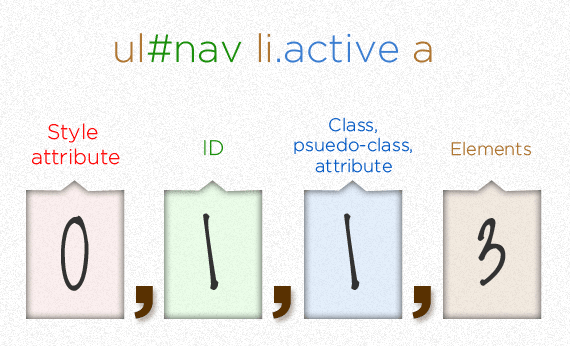 ul#nav li.active a
Style
attribute
ID
Class,
psuedo-class,
attribute
Elements
0 , 1 , 1 , 3